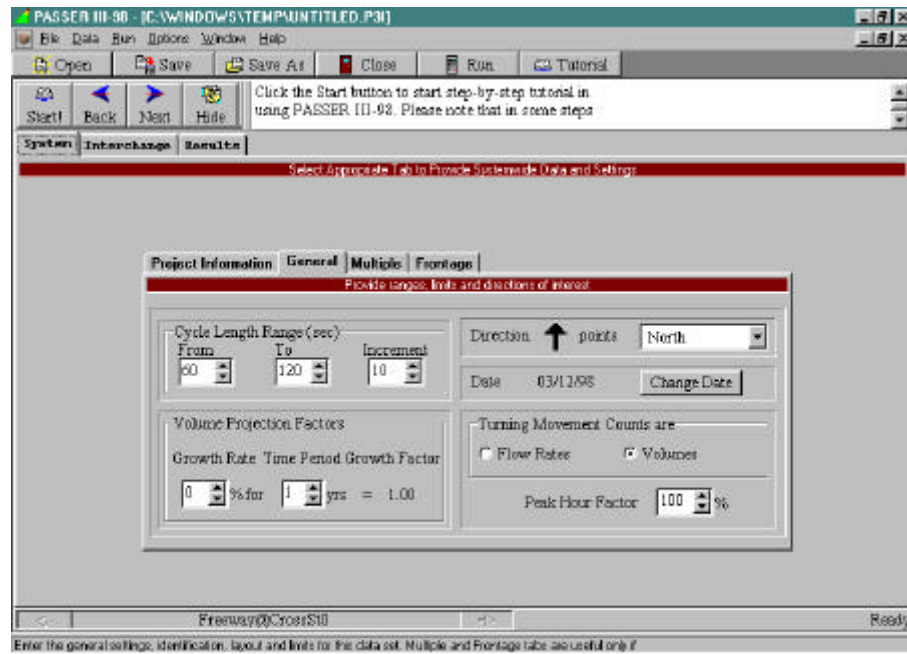 PASSER III-98 - [C:\WINDOWS\TEMP\UNTITLED.P3I]
File Data Run Options Window Help
Open Save Save As Close Run Tutorial
Start! Back Next Hide
Click the Start button to start step-by-step tutorial in
using PASSER III-98. Please note that in some steps
System Interchange Results
Select Appropriate Tab to Provide Systemwide Data and Settings
Project Information General Multiple Frontage
Provide ranges, limits and directions of interest
Cycle Length Range (sec)
From To Increment
60 120 10
Direction points North
Date 03/12/98 Change Date
Volume Projection Factors
Growth Rate Time Period Growth Factor
0 % for 1 yrs = 1.00
Turning Movement Counts are
Flow Rates Volumes
Peak Hour Factor 100 %
<- Freeway@CrossSt0 -> Ready
Enter the general settings, identification, layout and limits for this data set. Multiple and Frontage tabs are useful only if